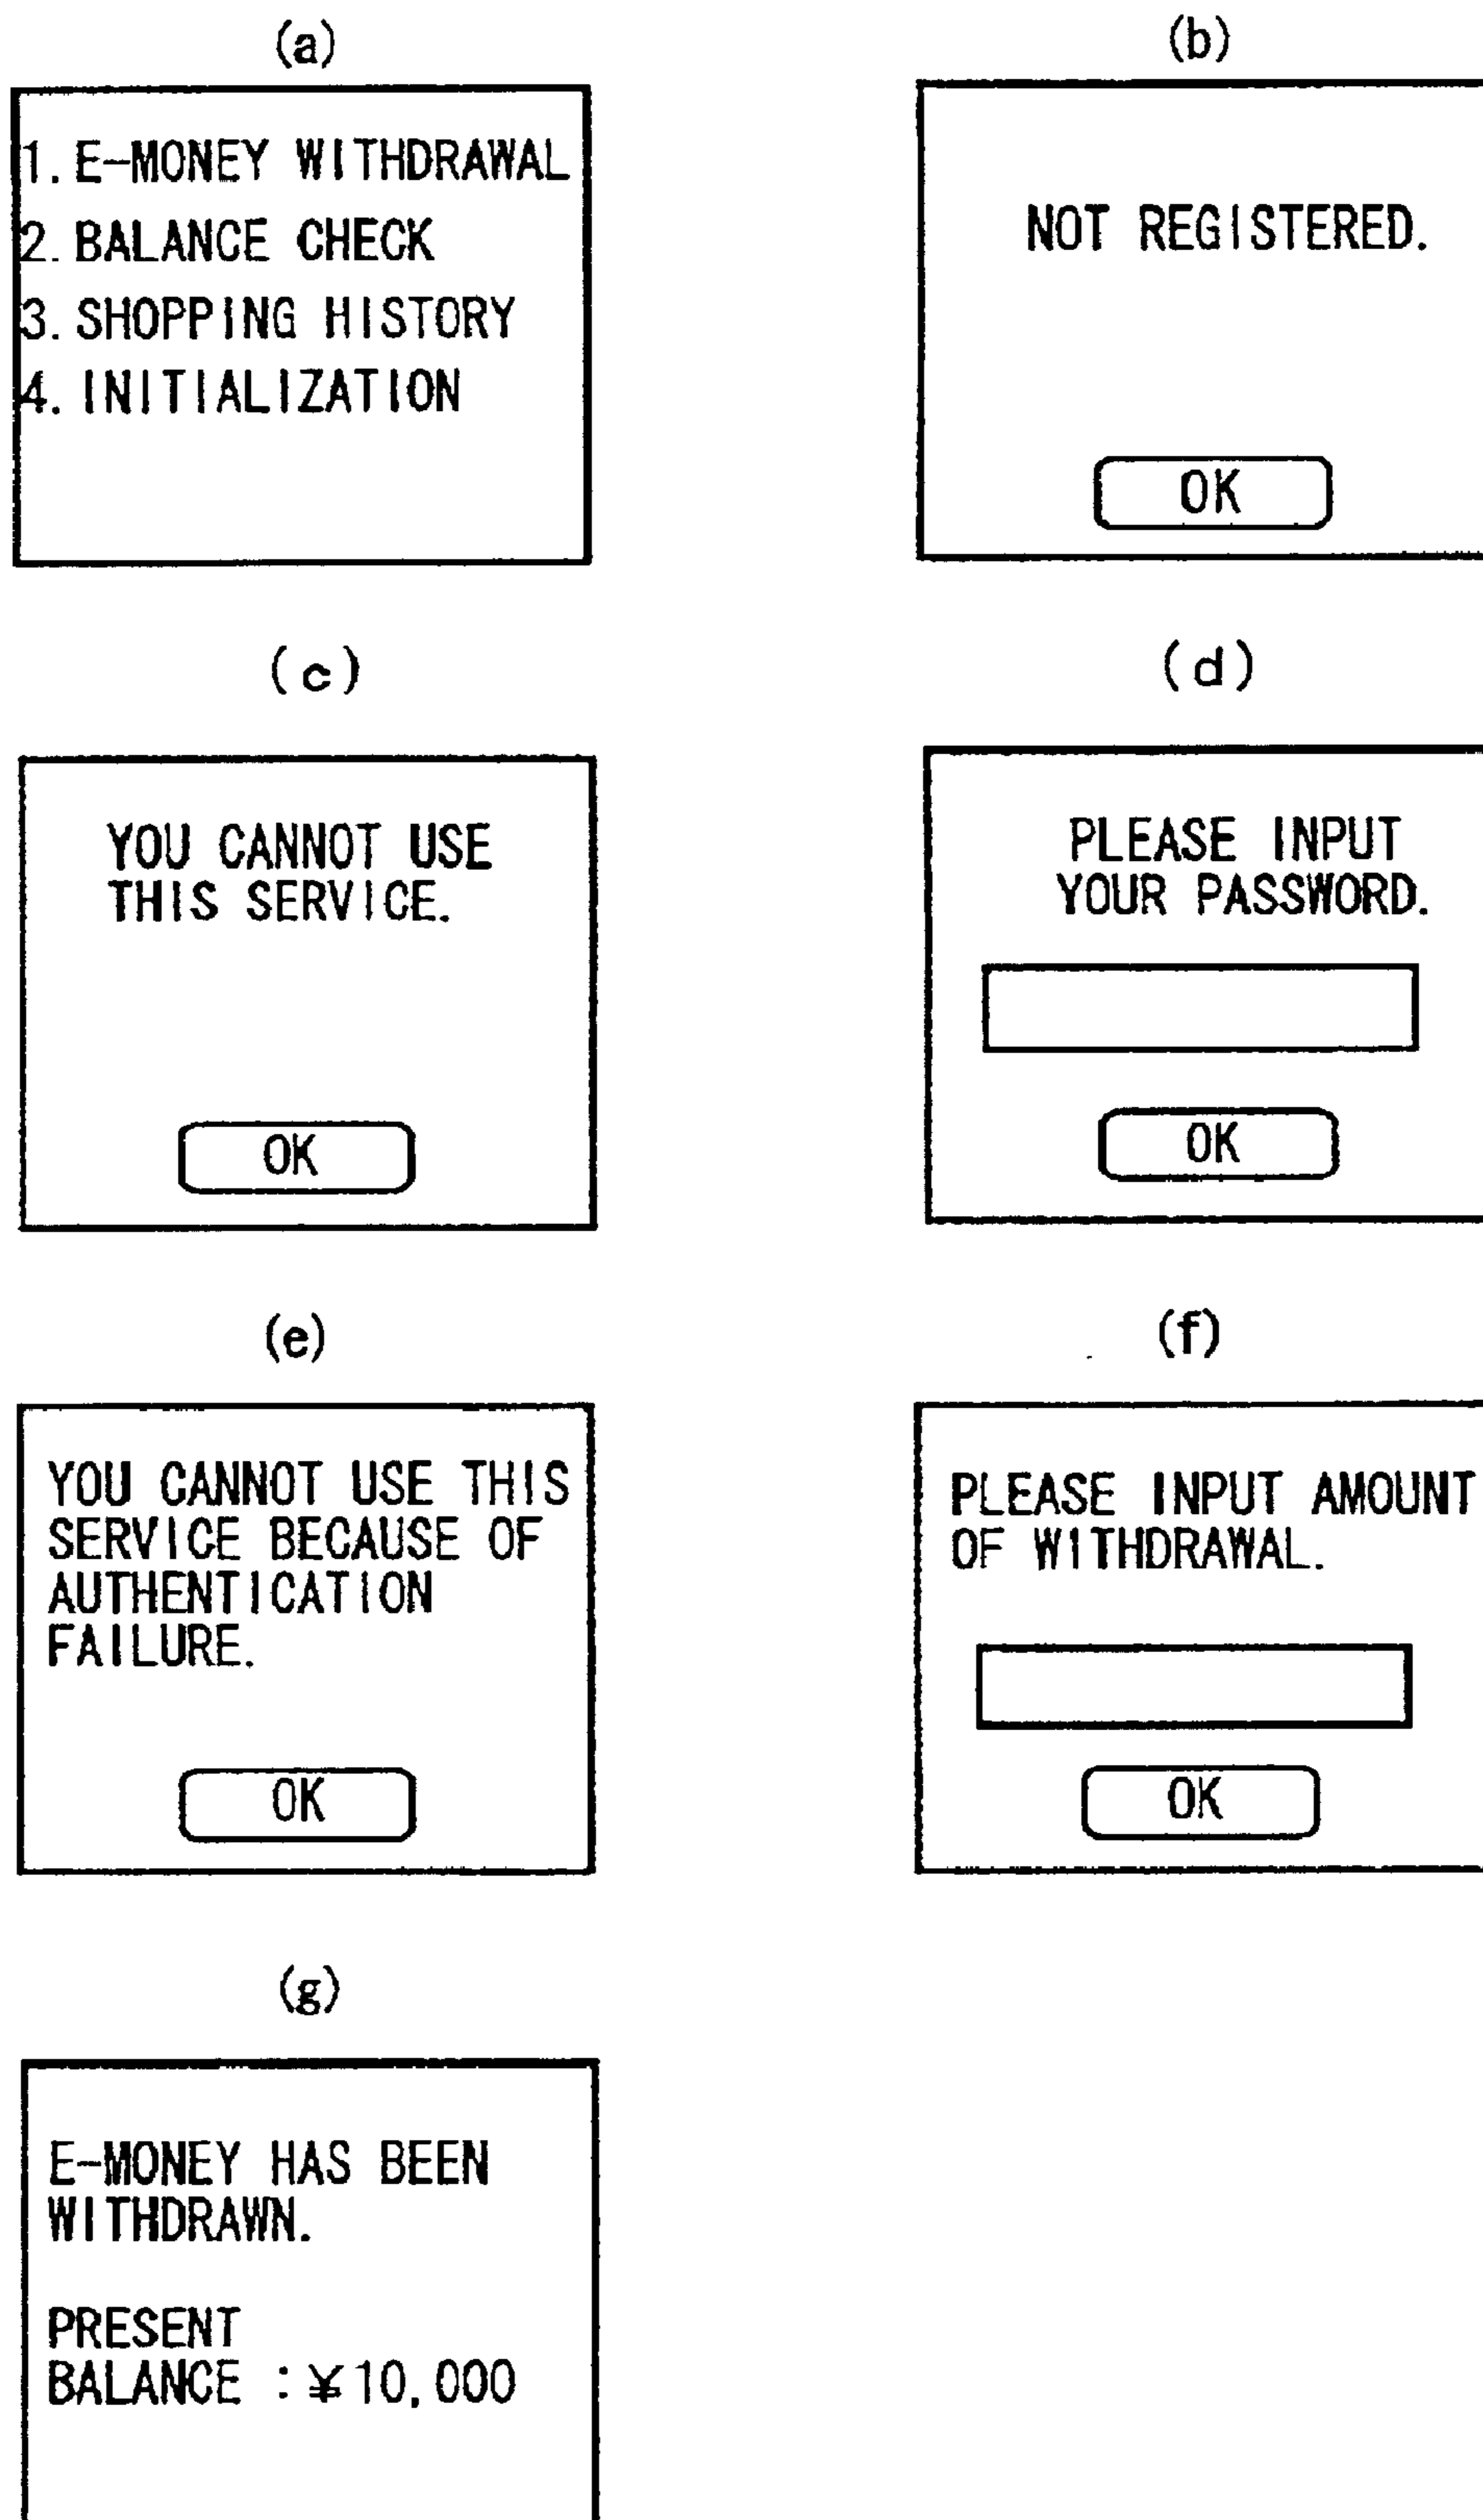 (a)
1. E-MONEY WITHDRAWAL
2. BALANCE CHECK
3. SHOPPING HISTORY
4. INITIALIZATION
(b)
NOT REGISTERED.
OK
(c)
YOU CANNOT USE
THIS SERVICE.
OK
(d)
PLEASE INPUT
YOUR PASSWORD.
OK
(e)
YOU CANNOT USE THIS
SERVICE BECAUSE OF
AUTHENTICATION
FAILURE.
OK
(f)
PLEASE INPUT AMOUNT
OF WITHDRAWAL.
OK
(g)
E-MONEY HAS BEEN
WITHDRAWN.
PRESENT
BALANCE :¥10,000